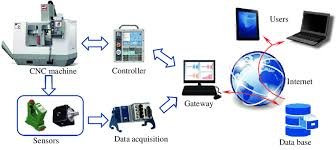 Users
CNC machine
Controller
Gateway
Internet
Sensors
Data acquisition
Data base